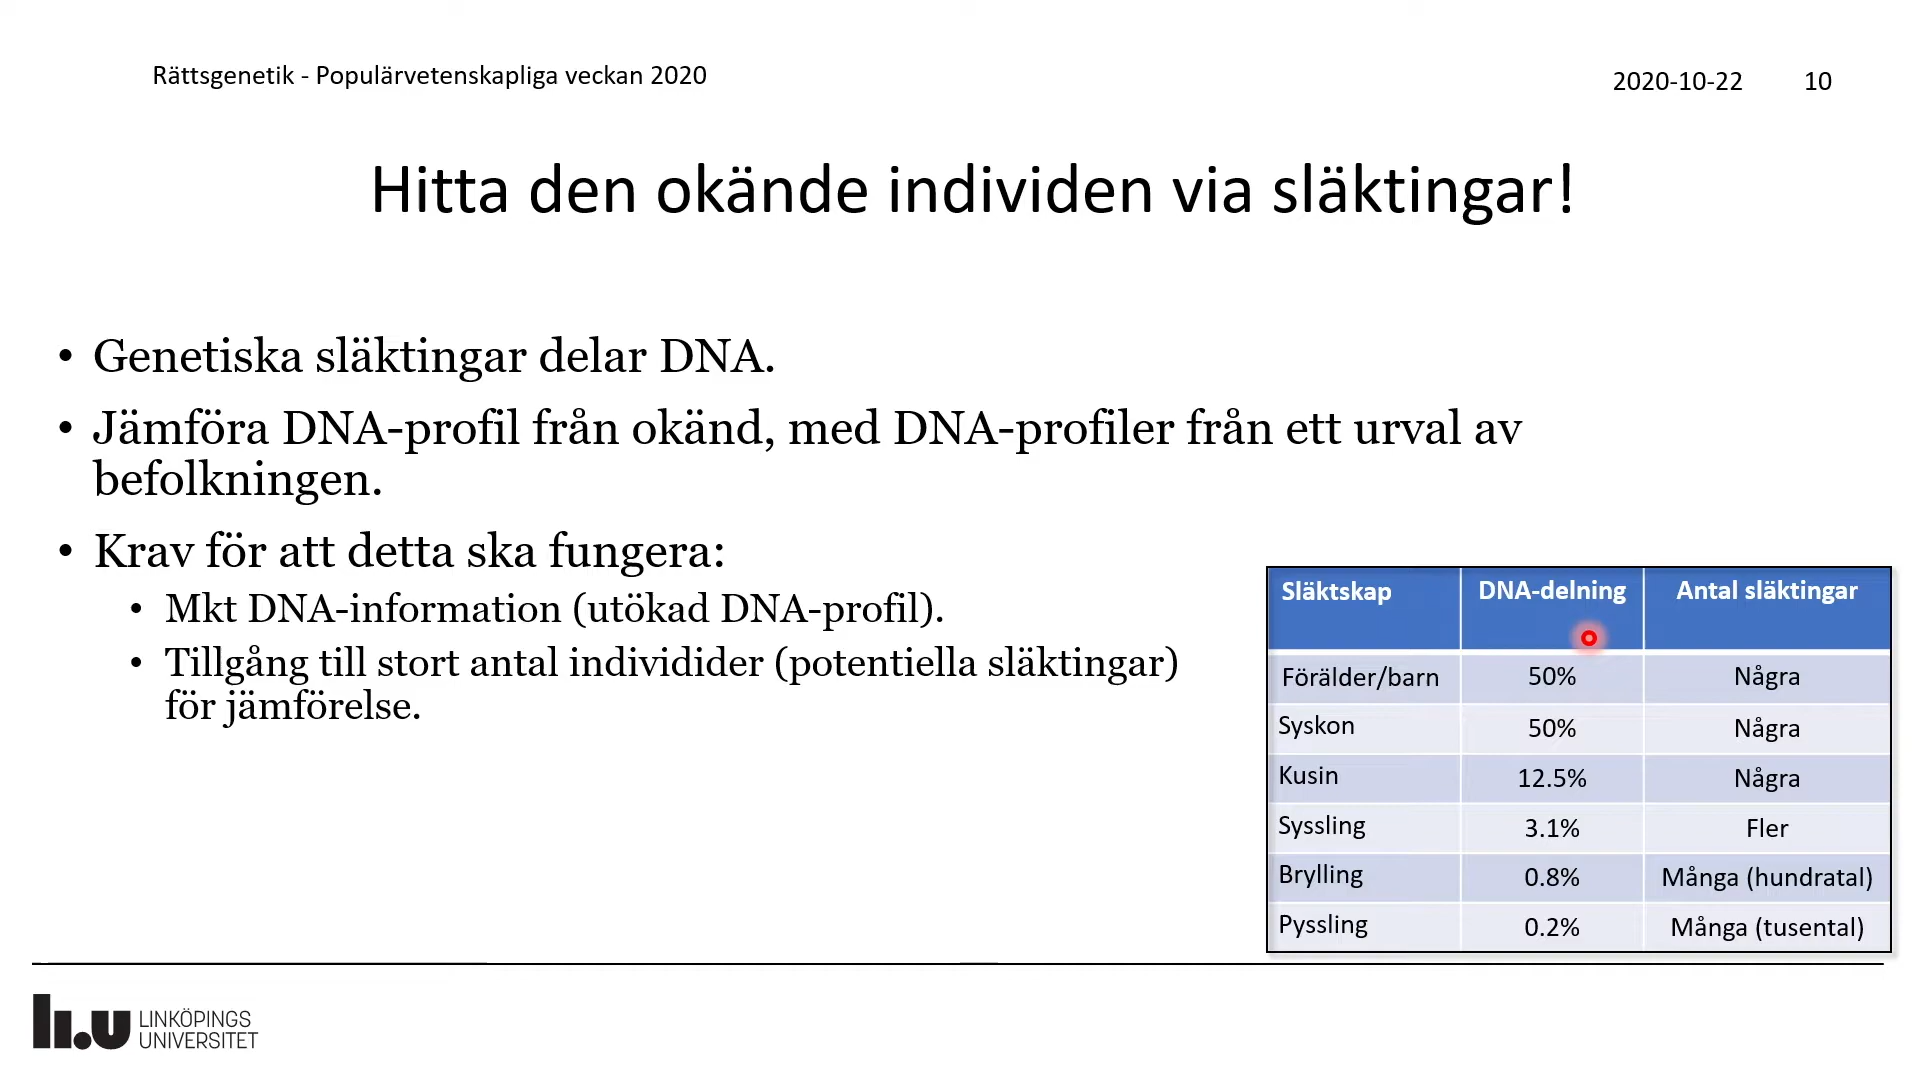 Rättsgenetik - Populärvetenskapliga veckan 2020
2020-10-22 10
Hitta den okände individen via släktingar!
• Genetiska släktingar delar DNA.
• Jämföra DNA-profil från okänd, med DNA-profiler från ett urval av
befolkningen.
• Krav för att detta ska fungera:
• Mkt DNA-information (utökad DNA-profil).
• Tillgång till stort antal individider (potentiella släktingar)
för jämförelse.
Släktskap DNA-delning Antal släktingar
Förälder/barn 50% Några
Syskon 50% Några
Kusin 12.5% Några
Syssling 3.1% Fler
Brylling 0.8% Många (hundratal)
Pyssling 0.2% Många (tusental)
li.u LINKÖPINGS
UNIVERSITET